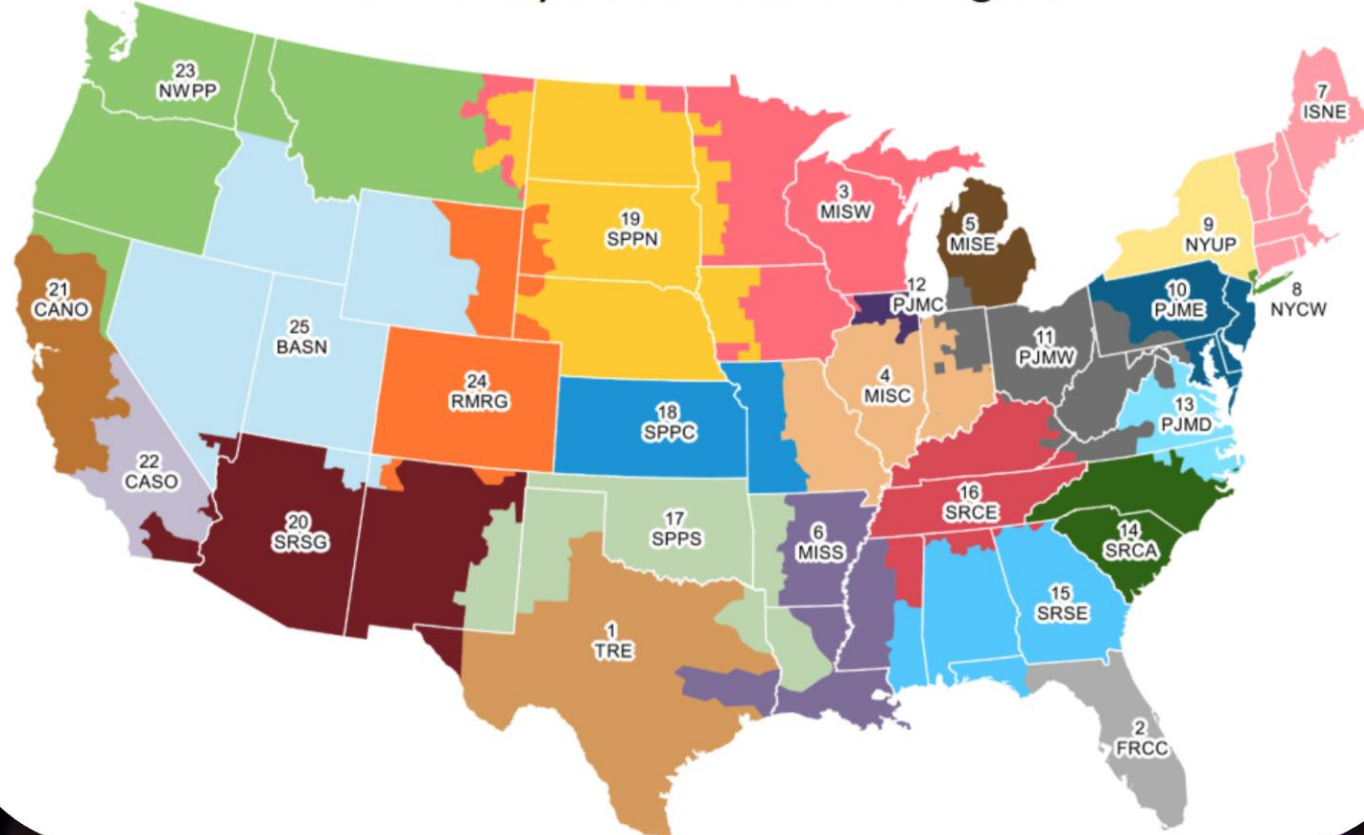 23
NWPP
7
ISNE
3
MISW
19
SPPN
5
MISE
9
NYUP
12
PJMC
21
CANO
10
PJME
8
NYCW
25
BASN
11
PJMW
24
RMRG
4
MISC
18
SPPC
13
PJMD
22
CASO
16
SRCE
20
SRSG
17
SPPS
6
MISS
14
SRCA
15
SRSE
1
TRE
2
FRCC